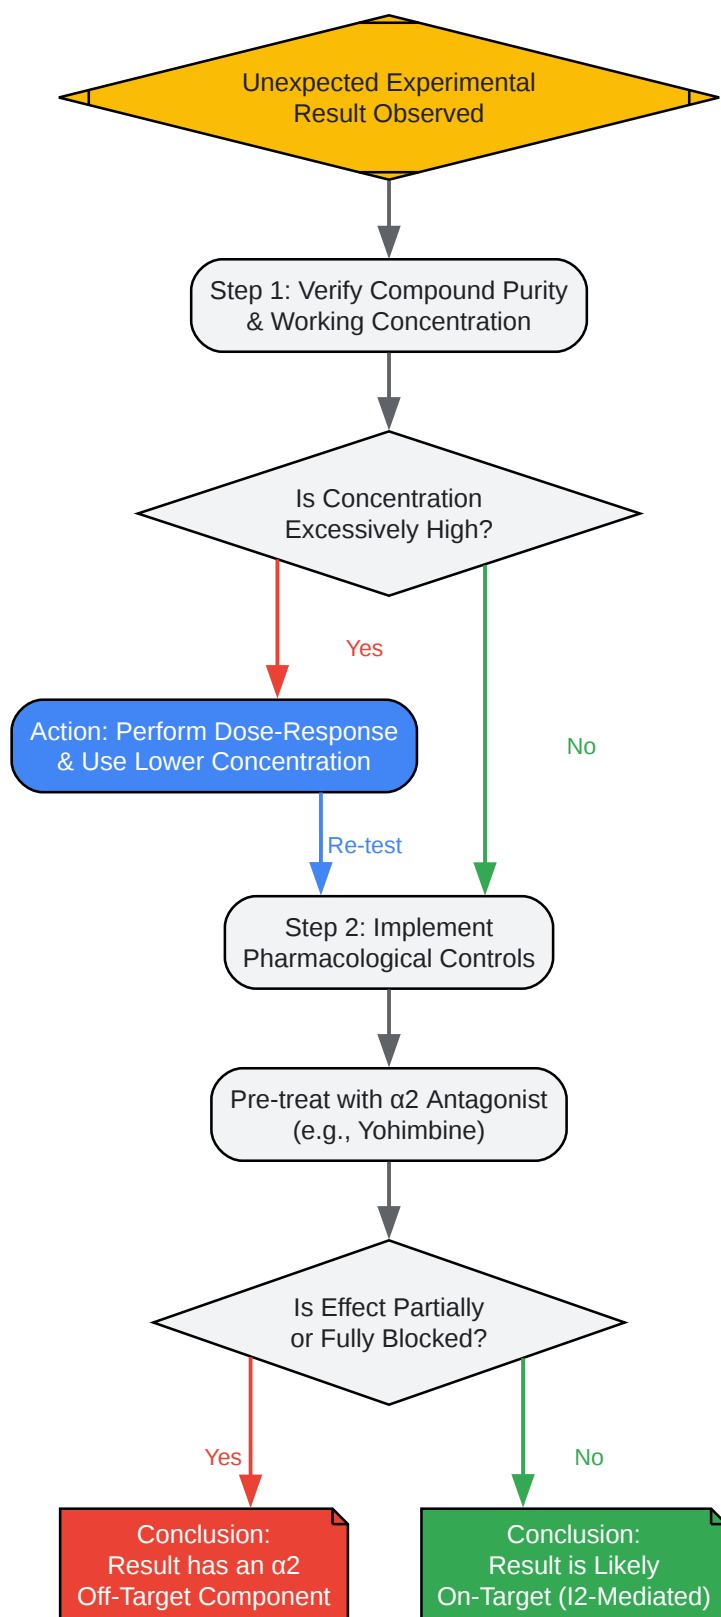 Unexpected Experimental
Result Observed
Step 1: Verify Compound Purity
& Working Concentration
Is Concentration
Excessively High?
Yes
Action: Perform Dose-Response
& Use Lower Concentration
No
Re-test
Step 2: Implement
Pharmacological Controls
Pre-treat with α2 Antagonist
(e.g., Yohimbine)
Is Effect Partially
or Fully Blocked?
Yes
No
Conclusion:
Result has an α2
Off-Target Component
Conclusion:
Result is Likely
On-Target (I2-Mediated)